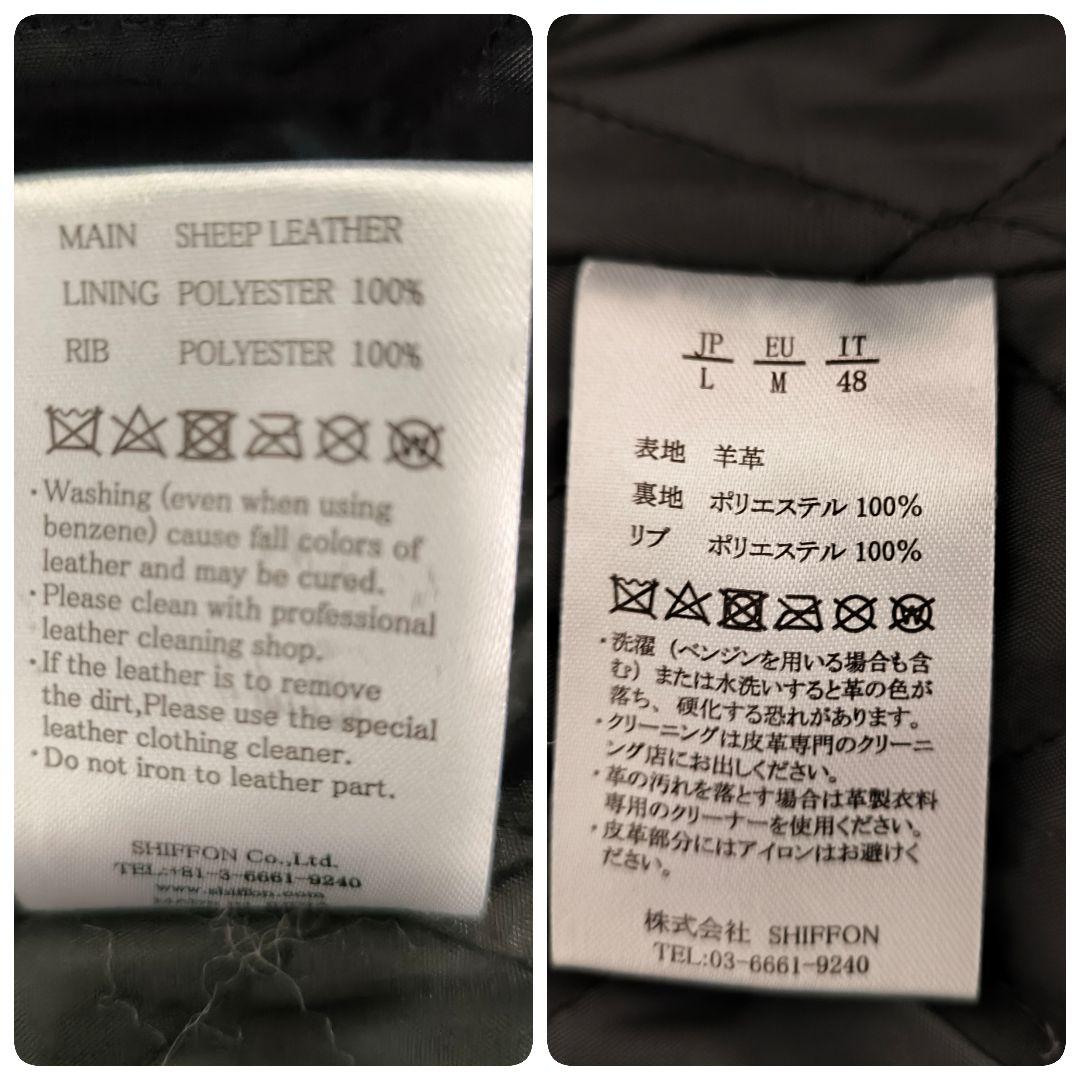 MAIN SHEEP LEATHER
LINING POLYESTER 100%
RIB POLYESTER 100%
W
・Washing (even when using
benzene) cause fall colors of
leather and may be cured.
・Please clean with professional
leather cleaning shop.
・If the leather is to remove
the dirt,Please use the special
leather clothing cleaner.
・Do not iron to leather part.
SHIFFON Co.,Ltd.
TEL:+81-3-6661-9240
www.shiffon.com
JP EU IT
L M 48
表地 羊革
裏地 ポリエステル 100%
リブ ポリエステル 100%
W
・洗濯（ベンジンを用いる場合も含
む）または水洗いすると革の色が
落ち、硬化する恐れがあります。
・クリーニングは皮革専門のクリーニ
ング店にお出しください。
・革の汚れを落とす場合は革製衣料
専用のクリーナーを使用ください。
・皮革部分にはアイロンはお避けく
ださい。
株式会社 SHIFFON
TEL:03-6661-9240